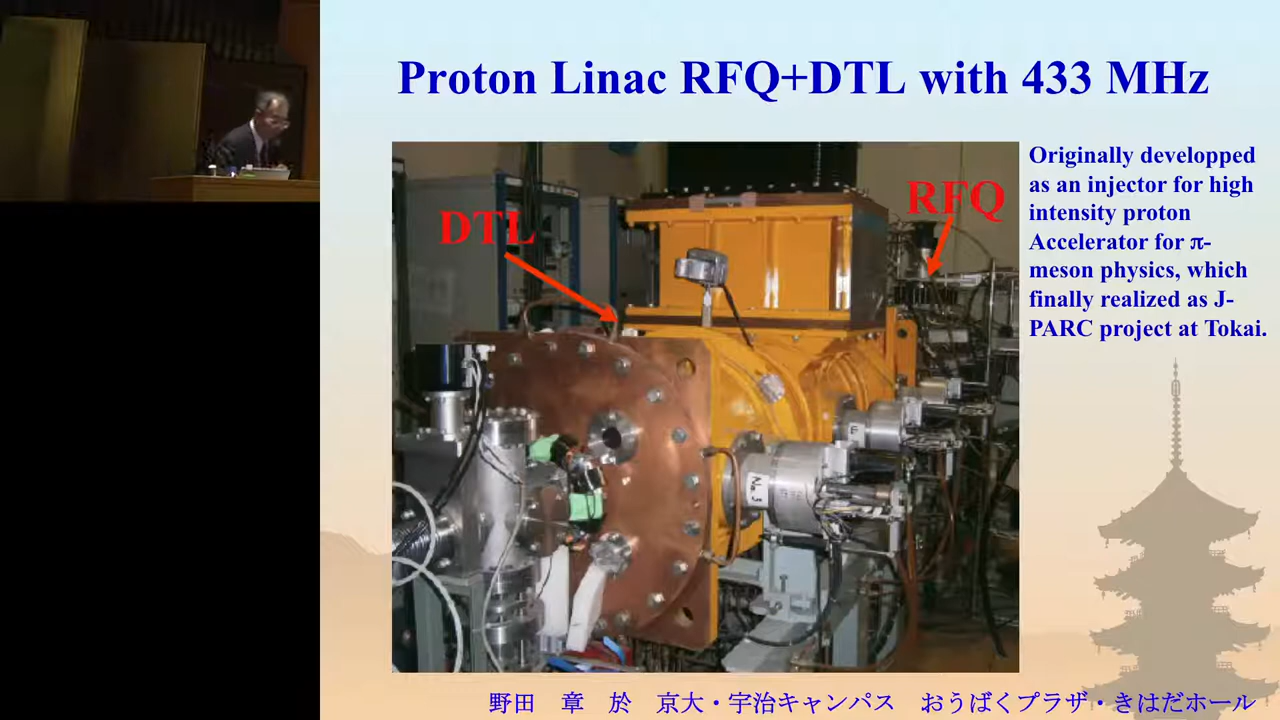 Proton Linac RFQ+DTL with 433 MHz
DTL
RFQ
Originally developped
as an injector for high
intensity proton
Accelerator for π-
meson physics, which
finally realized as J-
PARC project at Tokai.
No.3
野田　章　於　京大・宇治キャンパス　おうばくプラザ・きはだホール